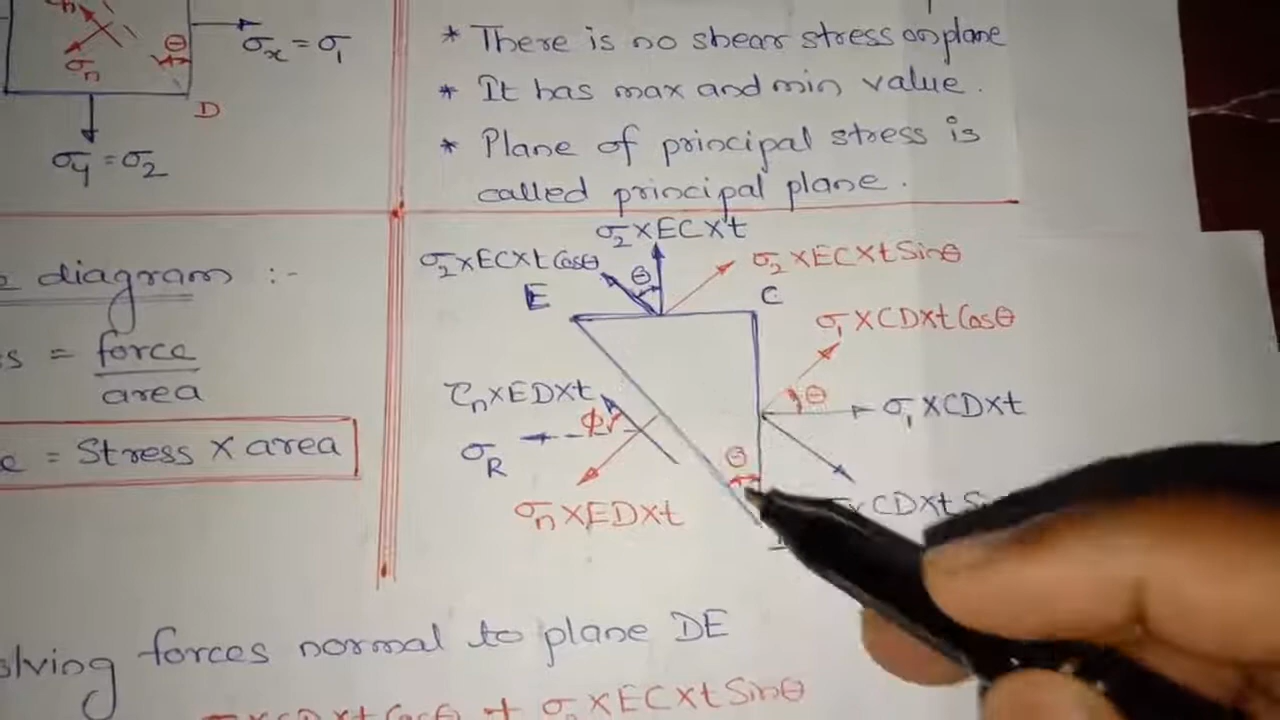 σn
θ
σx = σ1
D
σy = σ2
* There is no shear stress on plane
* It has max and min value.
* Plane of principal stress is
called principal plane.
diagram :-
= force
area
= Stress X area
σ2 X EC X t
σ2 X EC X t Cosθ
θ
σ2 X EC X t Sinθ
E
C
σ1 X CD X t Cosθ
τn X ED X t
φ
θ
σ1 X CD X t
σR
θ
σn X ED X t
X CD X t
forces normal to plane DE
X CD X t Cosθ + σ2 X EC X t Sinθ